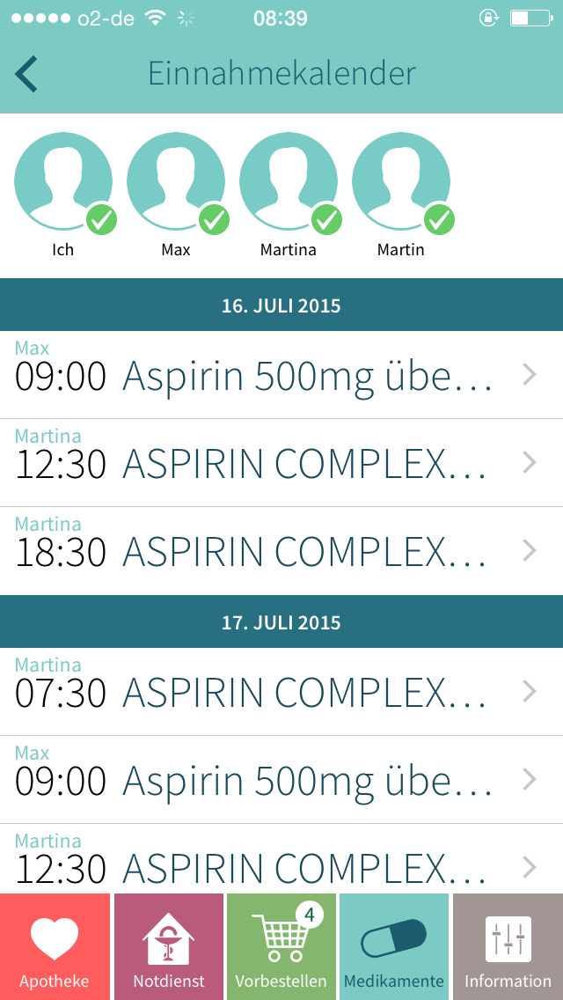 o2-de 08:39
Einnahmekalender
Ich Max Martina Martin
16. JULI 2015
Max
09:00 Aspirin 500mg übe...
Martina
12:30 ASPIRIN COMPLEX...
Martina
18:30 ASPIRIN COMPLEX...
17. JULI 2015
Martina
07:30 ASPIRIN COMPLEX...
Max
09:00 Aspirin 500mg übe...
Martina
12:30 ASPIRIN COMPLEX...
4
Apotheke Notdienst Vorbestellen Medikamente Information